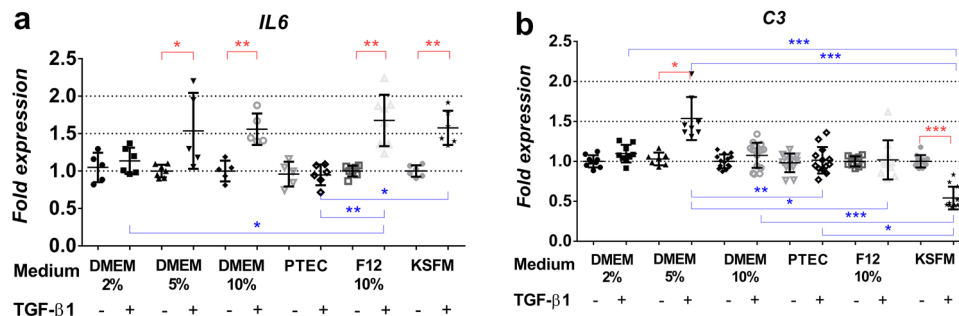 a
IL6
Fold expression
2.5
2.0
1.5
1.0
0.5
0.0
* ** ** **
*
**
*
Medium DMEM DMEM DMEM PTEC F12 KSFM
2% 5% 10% 10%
TGF-β1 - + - + - + - + - + - +
b
C3
Fold expression
2.5
2.0
1.5
1.0
0.5
0.0
***
***
*
***
**
*
***
*
Medium DMEM DMEM DMEM PTEC F12 KSFM
2% 5% 10% 10%
TGF-β1 - + - + - + - + - + - +